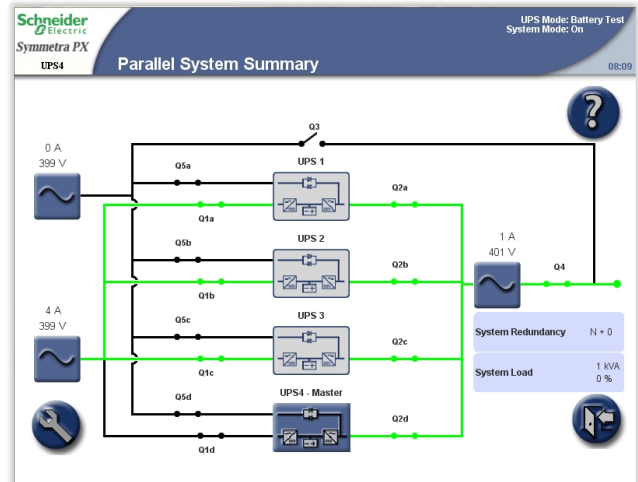 Schneider
Electric
Symmetra PX
UPS4
Parallel System Summary
UPS Mode: Battery Test
System Mode: On
08:09
?
Q3
0 A
399 V
Q5a
UPS 1
Q2a
Q1a
Q5b
UPS 2
Q2b
Q1b
1 A
401 V
Q4
4 A
399 V
Q5c
UPS 3
Q2c
Q1c
System Redundancy N + 0
System Load 1 kVA
0 %
Q5d
UPS4 - Master
Q2d
Q1d